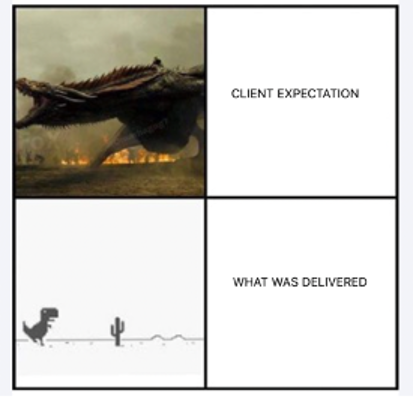 CLIENT EXPECTATION
WHAT WAS DELIVERED